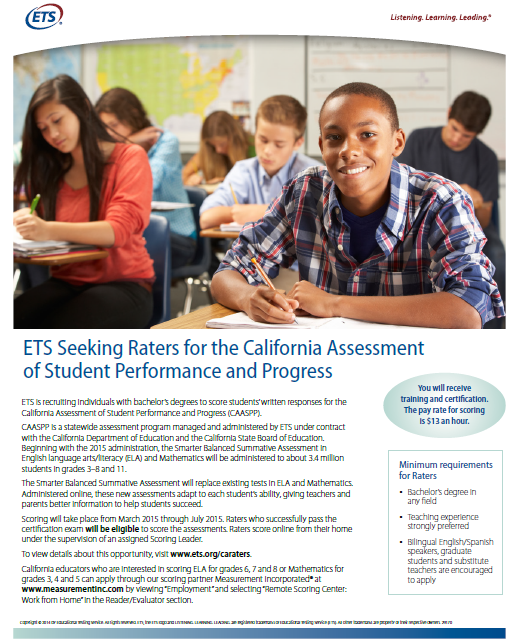 ETS
Listening. Learning. Leading.®
ETS Seeking Raters for the California Assessment
of Student Performance and Progress
ETS is recruiting individuals with bachelor's degrees to score students' written responses for the
California Assessment of Student Performance and Progress (CAASPP).
CAASPP is a statewide assessment program managed and administered by ETS under contract
with the California Department of Education and the California State Board of Education.
Beginning with the 2015 administration, the Smarter Balanced Summative Assessment in
English language arts/literacy (ELA) and Mathematics will be administered to about 3.4 million
students in grades 3–8 and 11.
The Smarter Balanced Summative Assessment will replace existing tests in ELA and Mathematics.
Administered online, these new assessments adapt to each student's ability, giving teachers and
parents better information to help students succeed.
Scoring will take place from March 2015 through July 2015. Raters who successfully pass the
certification exam will be eligible to score the assessments. Raters score online from their home
under the supervision of an assigned Scoring Leader.
To view details about this opportunity, visit www.ets.org/caraters.
California educators who are interested in scoring ELA for grades 6, 7 and 8 or Mathematics for
grades 3, 4 and 5 can apply through our scoring partner Measurement Incorporated® at
www.measurementinc.com by viewing "Employment" and selecting "Remote Scoring Center:
Work from Home" in the Reader/Evaluator section.
You will receive
training and certification.
The pay rate for scoring
is $13 an hour.
Minimum requirements
for Raters
• Bachelor's degree in
any field
• Teaching experience
strongly preferred
• Bilingual English/Spanish
speakers, graduate
students and substitute
teachers are encouraged
to apply